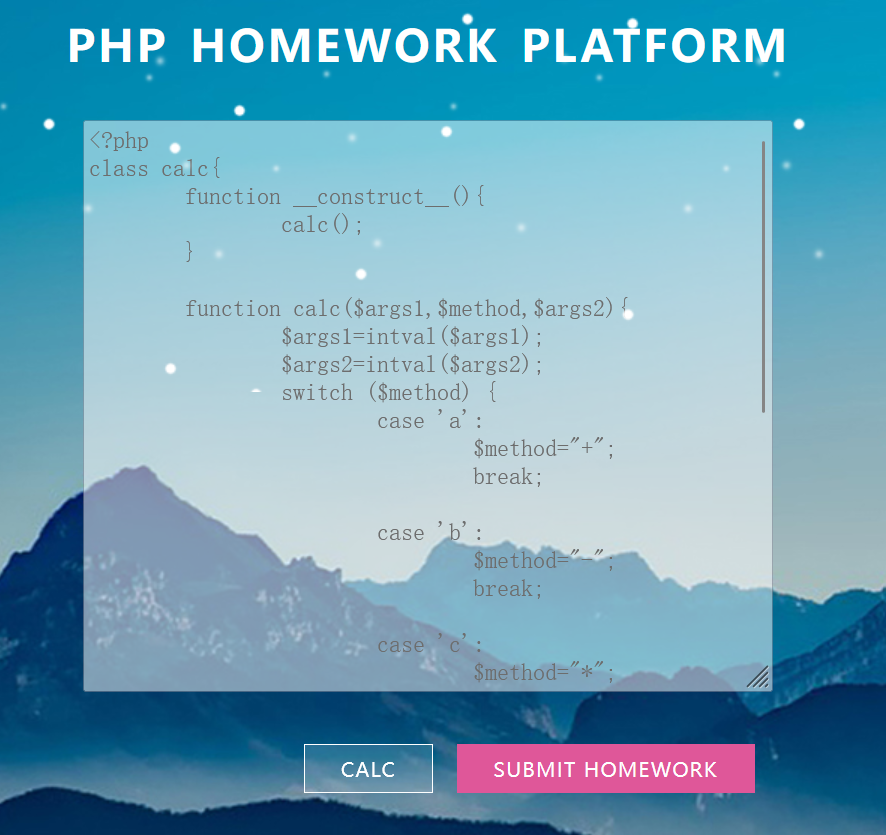 PHP HOMEWORK PLATFORM
<?php
class calc{
        function __construct__(){
                calc();
        }

        function calc($args1,$method,$args2){
                $args1=intval($args1);
                $args2=intval($args2);
                switch ($method) {
                        case 'a':
                                $method="+";
                                break;

                        case 'b':
                                $method="-";
                                break;

                        case 'c':
                                $method="*";
CALC
SUBMIT HOMEWORK